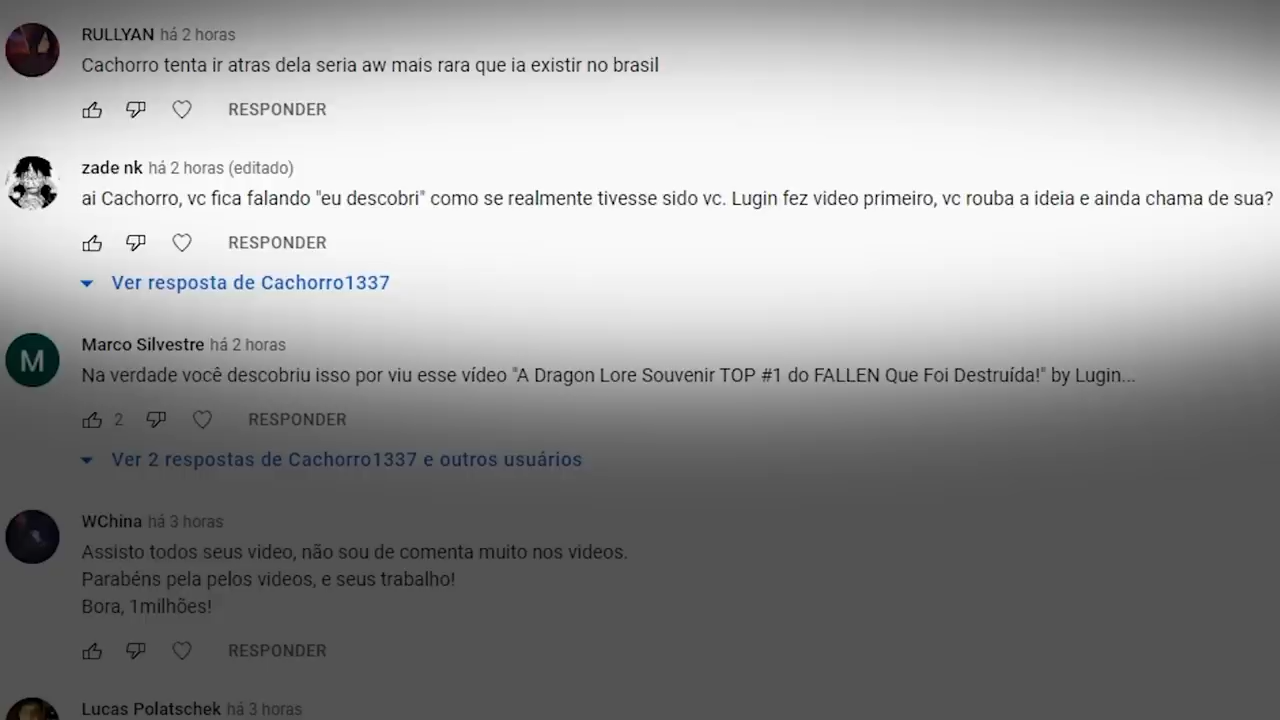 RULLYAN há 2 horas
Cachorro tenta ir atras dela seria aw mais rara que ia existir no brasil
RESPONDER
zade nk há 2 horas (editado)
ai Cachorro, vc fica falando "eu descobri" como se realmente tivesse sido vc. Lugin fez video primeiro, vc rouba a ideia e ainda chama de sua?
RESPONDER
Ver resposta de Cachorro1337
M
Marco Silvestre há 2 horas
Na verdade você descobriu isso por viu esse vídeo "A Dragon Lore Souvenir TOP #1 do FALLEN Que Foi Destruída!" by Lugin...
2 RESPONDER
Ver 2 respostas de Cachorro1337 e outros usuários
WChina há 3 horas
Assisto todos seus video, não sou de comenta muito nos videos.
Parabéns pela pelos videos, e seus trabalho!
Bora, 1milhões!
RESPONDER
Lucas Polatschek há 3 horas